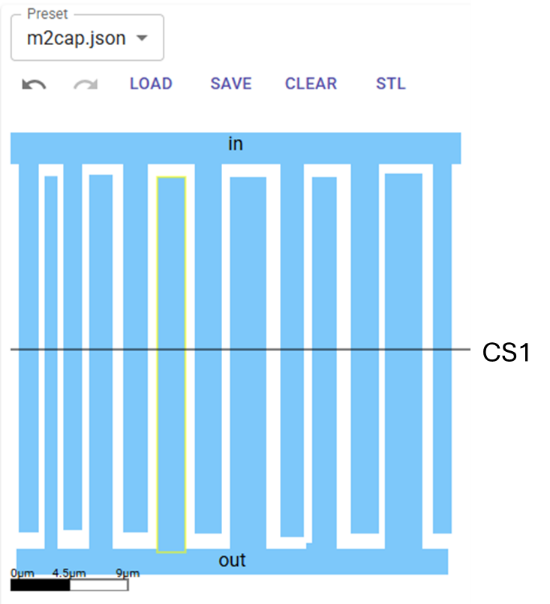 Preset
m2cap.json
LOAD SAVE CLEAR STL
in
CS1
out
0μm 4.5μm 9μm